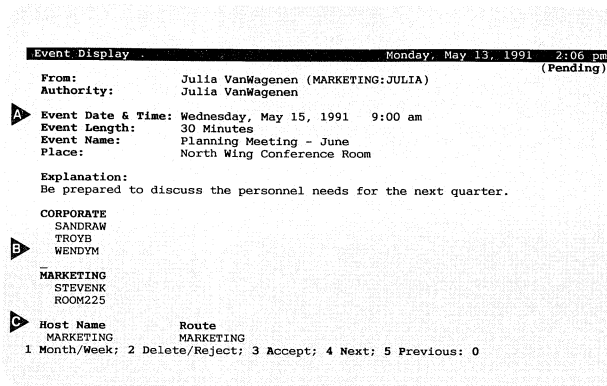 Event Display Monday, May 13, 1991 2:06 pm
(Pending)
From: Julia VanWagenen (MARKETING:JULIA)
Authority: Julia VanWagenen
A Event Date & Time: Wednesday, May 15, 1991 9:00 am
Event Length: 30 Minutes
Event Name: Planning Meeting - June
Place: North Wing Conference Room
Explanation:
Be prepared to discuss the personnel needs for the next quarter.
CORPORATE
SANDRAW
TROYB
B WENDYM
MARKETING
STEVENK
ROOM225
C Host Name Route
MARKETING MARKETING
1 Month/Week; 2 Delete/Reject; 3 Accept; 4 Next; 5 Previous: 0